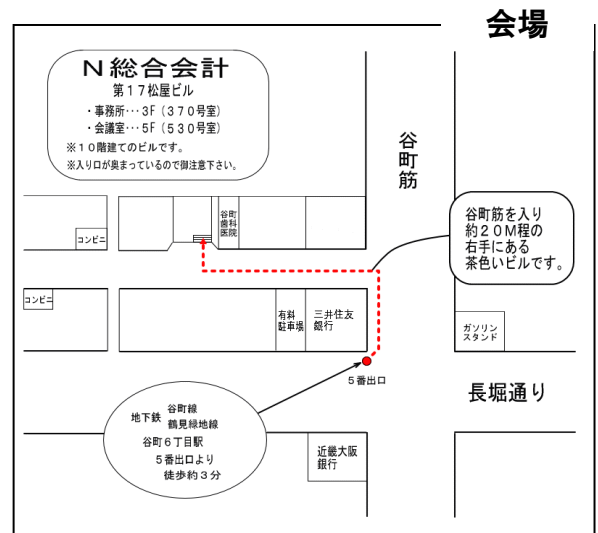 会場
N総合会計
第17松屋ビル
・事務所･･･3F(370号室)
・会議室･･･5F(530号室)
※10階建てのビルです。
※入り口が奥まっているので御注意下さい。
谷町筋
谷町
歯科
医院
コンビニ
谷町筋を入り
約20M程の
右手にある
茶色いビルです。
コンビニ
有料
駐車場
三井住友
銀行
ガソリン
スタンド
5番出口
長堀通り
地下鉄
谷町線
鶴見緑地線
谷町6丁目駅
5番出口より
徒歩約3分
近畿大阪
銀行